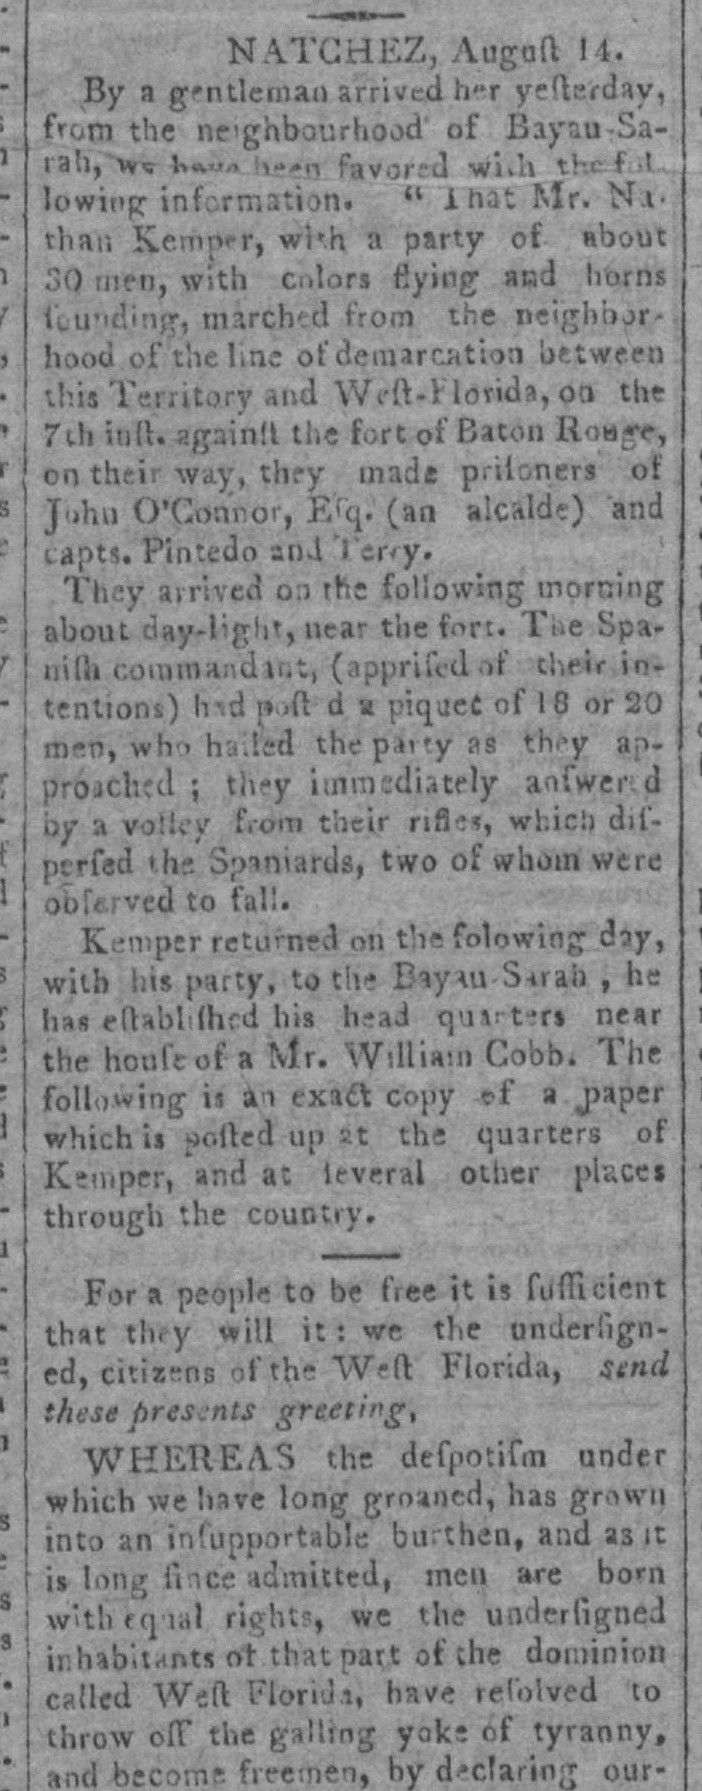 NATCHEZ, Auguſt 14.
By a gentleman arrived her yeſterday,
from the neighbourhood of Bayau-Sa-
rah, we have been favored with the fol-
lowing information. “ That Mr. Na-
than Kemper, with a party of about
30 men, with colors flying and horns
ſounding, marched from the neighbor-
hood of the line of demarcation between
this Territory and Weſt-Florida, on the
7th inſt. againſt the fort of Baton Rouge,
on their way, they made priſoners of
John O'Connor, Eſq. (an alcalde) and
capts. Pintedo and Terry.
They arrived on the following morning
about day-light, near the fort. The Spa-
niſh commandant, (appriſed of their in-
tentions) had poſt d a piquet of 18 or 20
men, who hailed the party as they ap-
proached ; they immediately anſwered
by a volley from their rifles, which diſ-
perſed the Spaniards, two of whom were
obſerved to fall.
Kemper returned on the folowing day,
with his party, to the Bayau-Sarah , he
has eſtabliſhed his head quarters near
the houſe of a Mr. William Cobb. The
following is an exact copy of a paper
which is poſted up at the quarters of
Kemper, and at ſeveral other places
through the country.
For a people to be free it is ſufficient
that they will it : we the underſign-
ed, citizens of the Weſt Florida, send
these presents greeting,
WHEREAS the deſpotiſm under
which we have long groaned, has grown
into an inſupportable burthen, and as it
is long ſince admitted, men are born
with equal rights, we the underſigned
inhabitants of that part of the dominion
called Weſt Florida, have reſolved to
throw off the galling yoke of tyranny,
and become freemen, by declaring our-